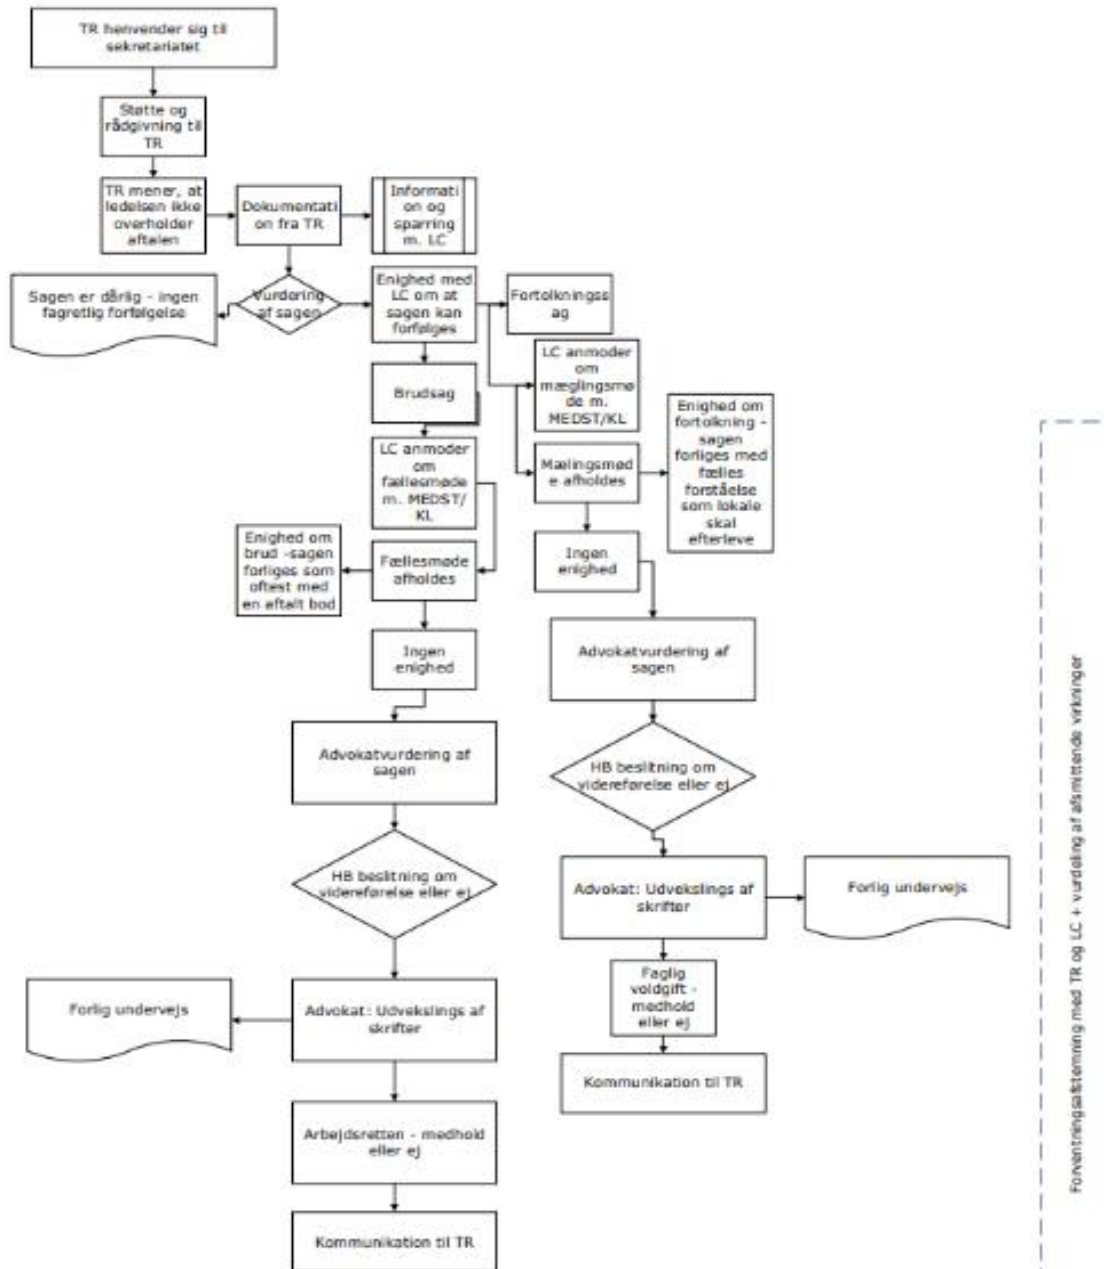 TR henvender sig til
sekretariatet
Støtte og
rådgivning til
TR
TR mener, at
ledelsen ikke
overholder
aftalen
Dokumentati
on fra TR
Informati
on og
sparring
m. LC
Sagen er dårlig - ingen
fagretlig forfølgelse
Vurdering
af sagen
Enighed med
LC om at
sagen kan
forfølges
Fortolkningss
ag
Brudsag
LC anmoder
om
mæglingsmø
de m.
MEDST/KL
Enighed om
fortolkning -
sagen
forliges med
fælles
forståelse
som lokale
skal
efterleve
LC anmoder
om
fællesmøde
m. MEDST/
KL
Mælingsmød
e afholdes
Enighed om
brud -sagen
forliges som
oftest med
en aftalt bod
Fællesmøde
afholdes
Ingen
enighed
Ingen
enighed
Advokatvurdering af
sagen
Advokatvurdering af
sagen
HB beslitning om
videreførelse eller ej
HB beslitning om
videreførelse eller ej
Advokat: Udvekslings af
skrifter
Forlig undervejs
Faglig
voldgift -
medhold
eller ej
Forlig undervejs
Advokat: Udvekslings af
skrifter
Kommunikation til TR
Arbejdsretten - medhold
eller ej
Kommunikation til TR
Forventningsafstemning med TR og LC + vurdeling af afsmittende virkninger